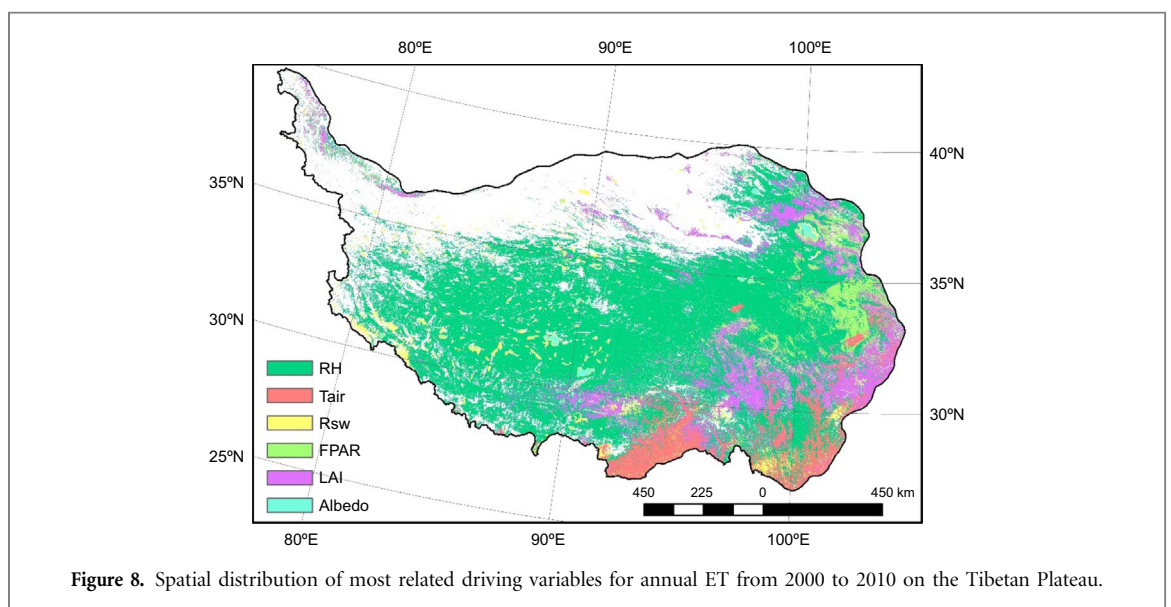 80ºE 90ºE 100ºE
40ºN
35ºN
35ºN
30ºN
30ºN
25ºN
RH
Tair
Rsw
FPAR
LAI
Albedo
450 225 0 450 km
80ºE 90ºE 100ºE
Figure 8. Spatial distribution of most related driving variables for annual ET from 2000 to 2010 on the Tibetan Plateau.